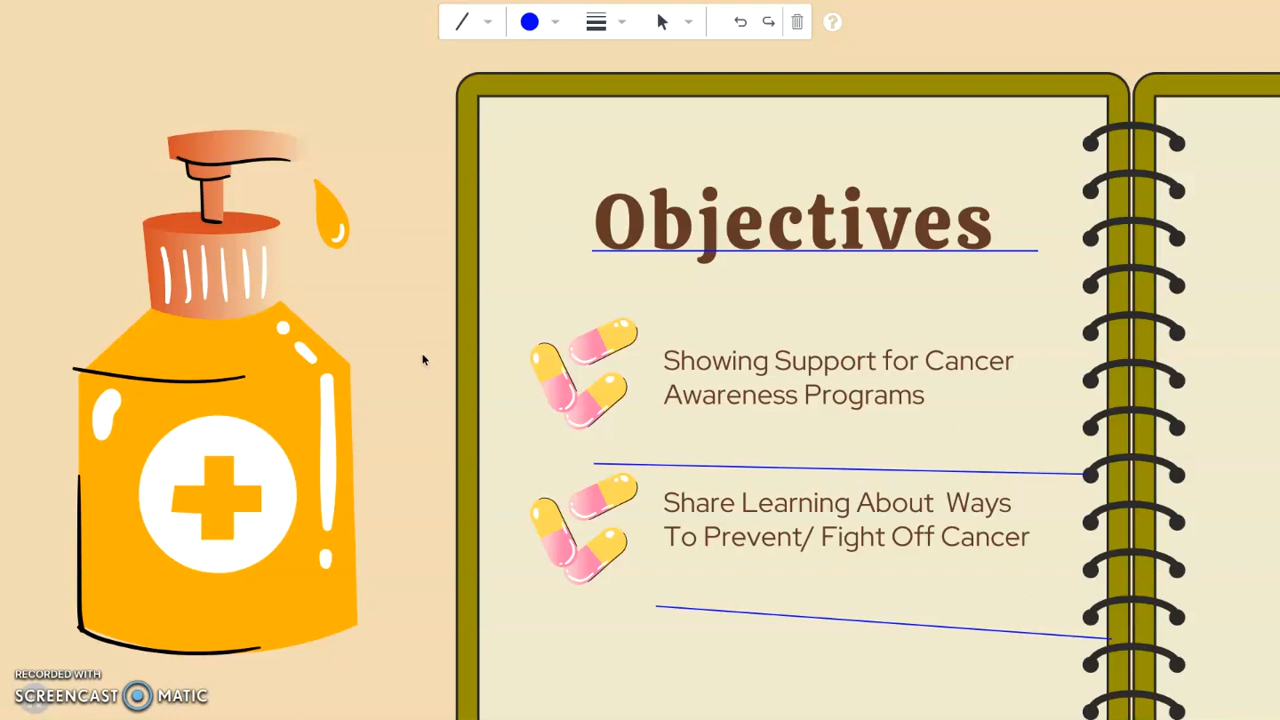 Objectives
Showing Support for Cancer
Awareness Programs
Share Learning About  Ways
To Prevent/ Fight Off Cancer
RECORDED WITH
SCREENCAST MATIC